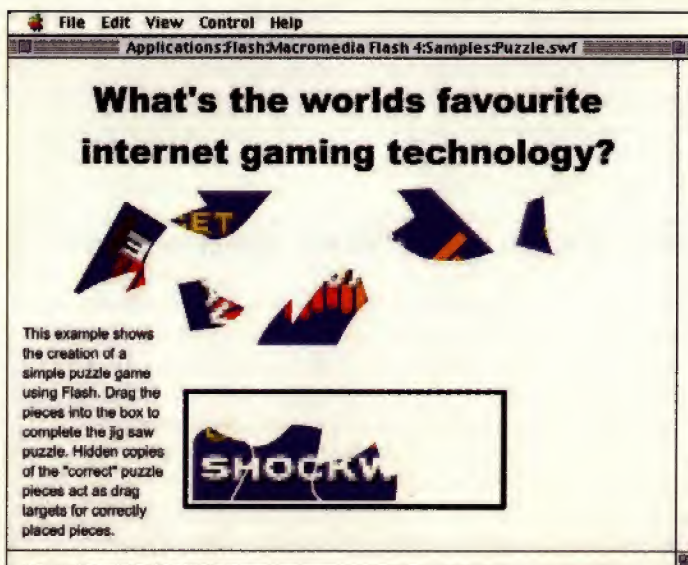 File Edit View Control Help
Applications:Flash:Macromedia Flash 4:Samples:Puzzle.swf
What's the worlds favourite
internet gaming technology?
ET
This example shows
the creation of a
simple puzzle game
using Flash. Drag the
pieces into the box to
complete the jig saw
puzzle. Hidden copies
of the "correct" puzzle
pieces act as drag
targets for correctly
placed pieces.
SHOCKW